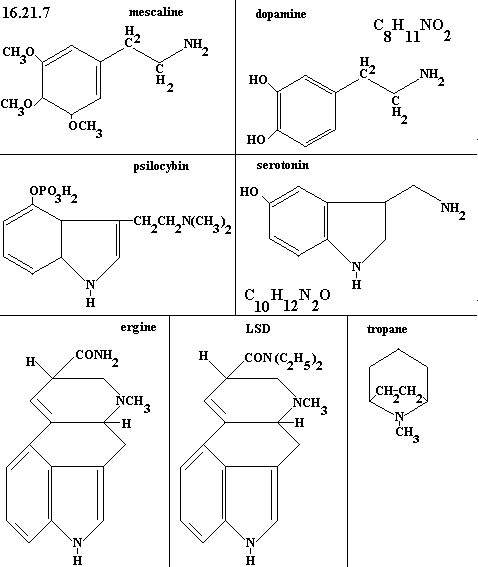 16.21.7
mescaline
CH₃O
CH₃O
OCH₃
H₂
C
C
H₂
NH₂
dopamine
C₈H₁₁NO₂
HO
HO
C
H₂
C
H₂
NH₂
psilocybin
OPO₃H₂
CH₂CH₂N(CH₃)₂
N
H
serotonin
HO
NH₂
N
H
C₁₀H₁₂N₂O
ergine
H
CONH₂
NCH₃
H
N
H
LSD
H
CON(C₂H₅)₂
NCH₃
H
N
H
tropane
CH₂CH₂
N
CH₃